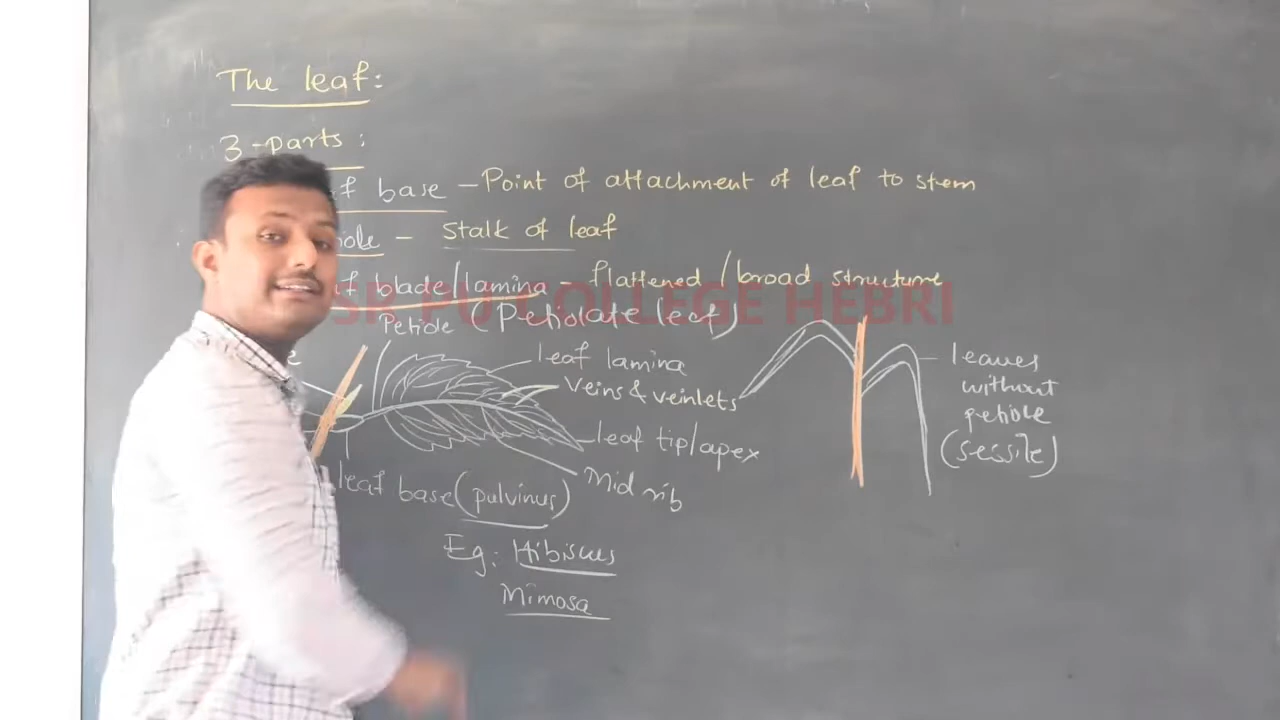 The leaf:
3-parts:
f base - Point of attachment of leaf to stem
ole - Stalk of leaf
f blade/lamina - flattened/broad structure
SR PU COLLEGE HEBRI
Petiole (Petiolate leaf)
leaf lamina
veins & veinlets
leaf tip/apex
Mid rib
leaf base (pulvinus)
Eg: Hibiscus
Mimosa
leaves
without
petiole
(sessile)